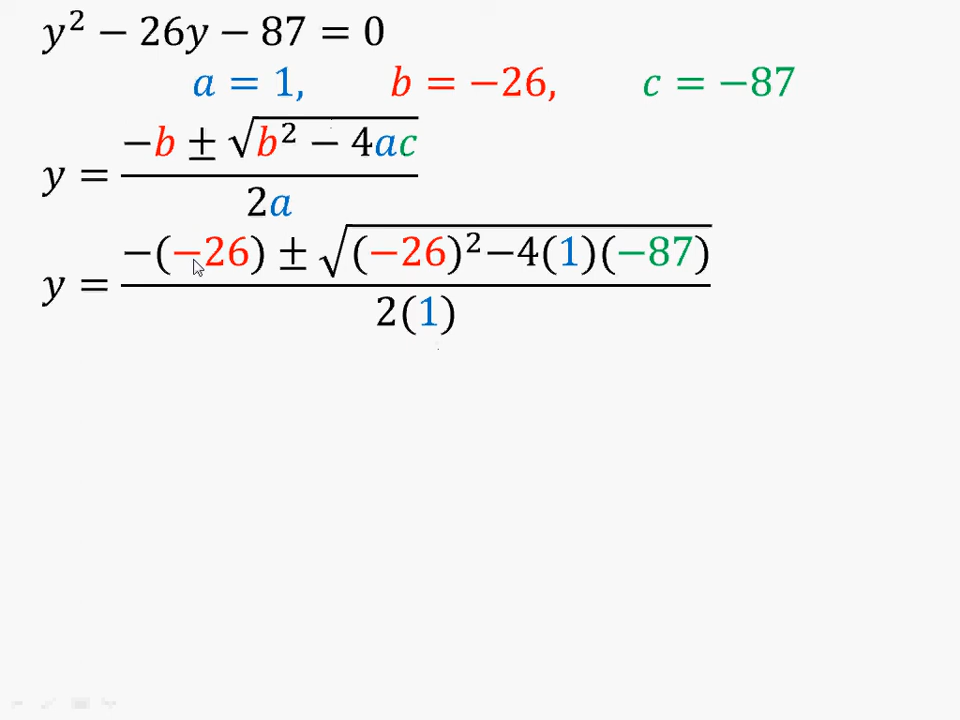 y² − 26y − 87 = 0
a = 1, b = −26, c = −87
y = (−b ± √(b² − 4ac)) / (2a)
y = (−(−26) ± √((−26)²−4(1)(−87))) / (2(1))